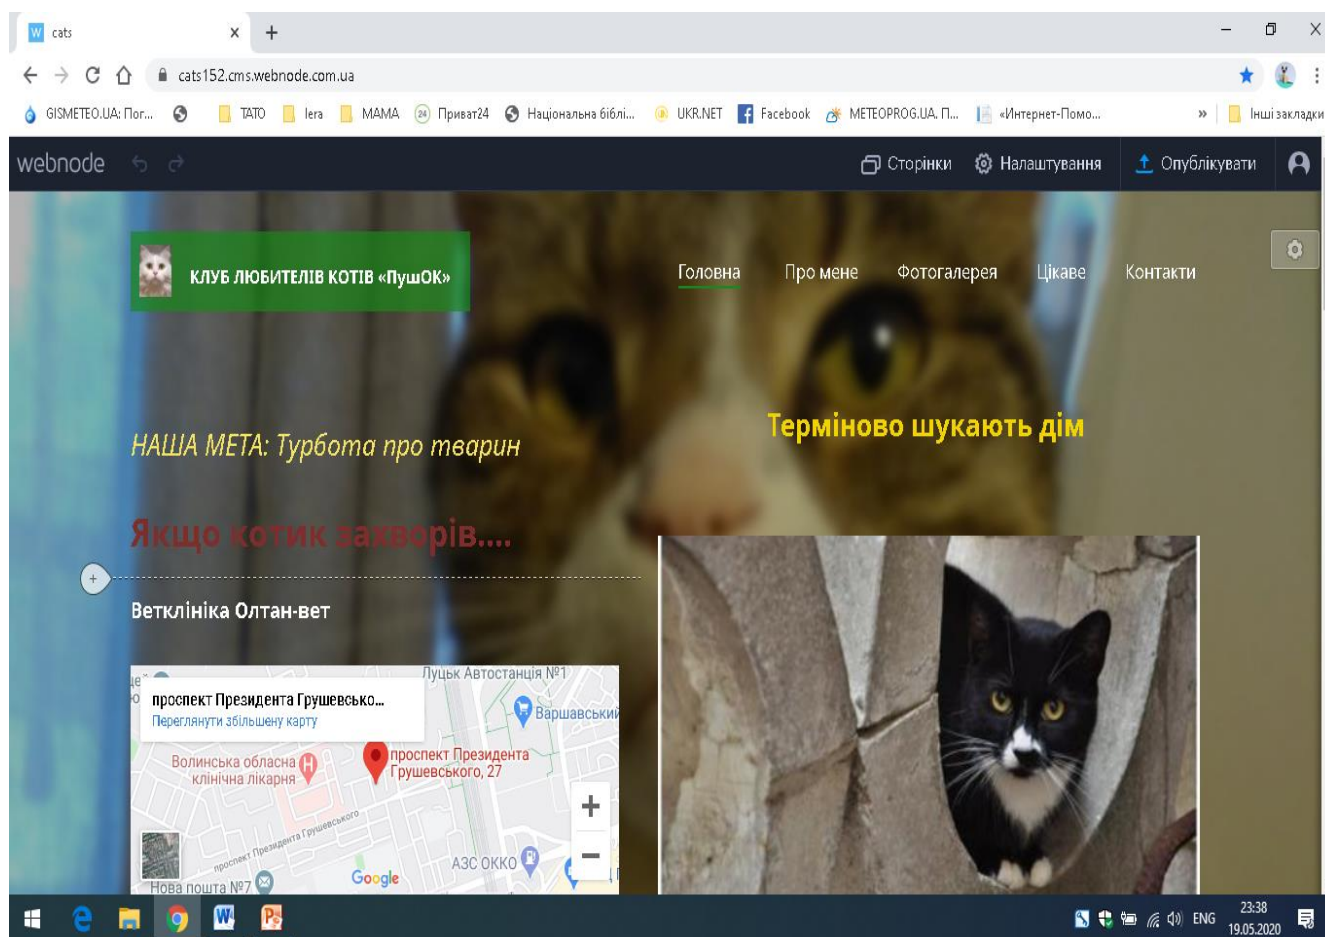 cats
cats152.cms.webnode.com.ua
GISMETEO.UA: Пог...
ТАТО
lera
МАМА
Приват24
Національна біблі...
UKR.NET
Facebook
METEOPROG.UA. П...
«Интернет-Помо...
»
Інші закладки
webnode
Сторінки
Налаштування
Опублікувати
КЛУБ ЛЮБИТЕЛІВ КОТІВ «ПушОК»
Головна
Про мене
Фотогалерея
Цікаве
Контакти
НАША МЕТА: Турбота про тварин
Терміново шукають дім
Якщо котик захворів....
Ветклініка Олтан-вет
проспект Президента Грушевсько...
Переглянути збільшену карту
Луцьк Автостанція №1
Варшавський
Волинська обласна
клінічна лікарня
проспект Президента
Грушевського, 27
проспект Президента Грушевського
АЗС ОККО
Нова пошта №7
Google
ENG
23:38
19.05.2020